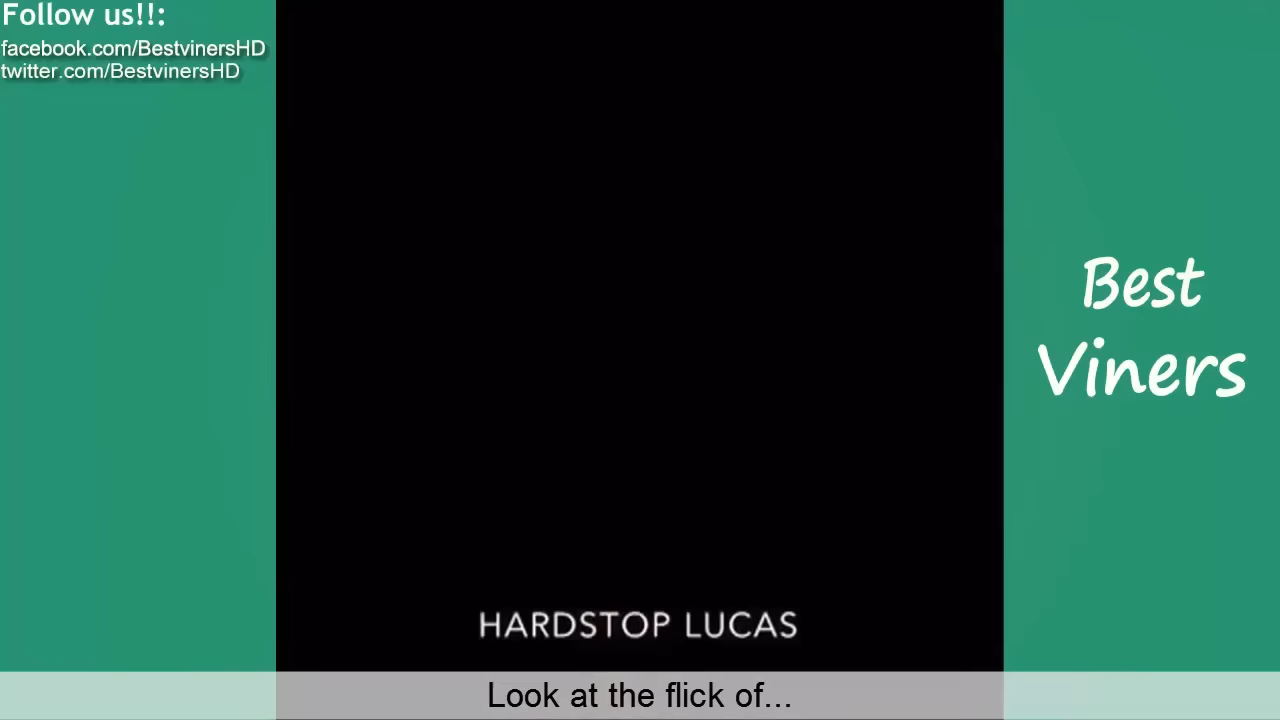 Follow us!!:
facebook.com/BestvinersHD
twitter.com/BestvinersHD
Best
Viners
HARDSTOP LUCAS
Look at the flick of...